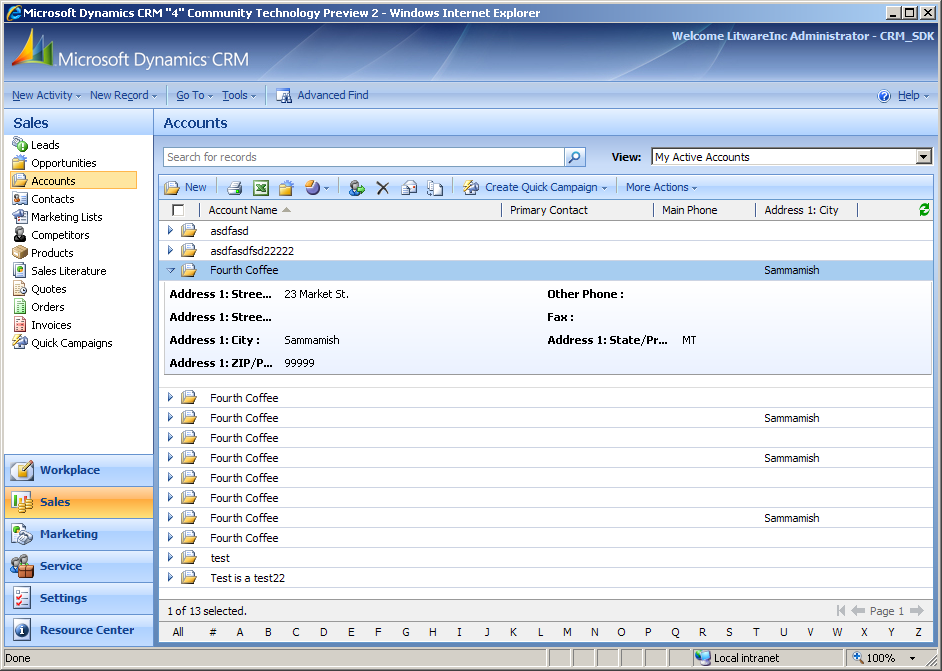 Microsoft Dynamics CRM "4" Community Technology Preview 2 - Windows Internet Explorer
Welcome LitwareInc Administrator - CRM_SDK
Microsoft Dynamics CRM
New Activity New Record Go To Tools Advanced Find Help
Sales
Accounts
Leads
Opportunities
Accounts
Contacts
Marketing Lists
Competitors
Products
Sales Literature
Quotes
Orders
Invoices
Quick Campaigns
Workplace
Sales
Marketing
Service
Settings
Resource Center
Search for records View: My Active Accounts
New Create Quick Campaign More Actions
Account Name Primary Contact Main Phone Address 1: City
asdfasd
asdfasdfsd22222
Fourth Coffee Sammamish
Address 1: Stree... 23 Market St. Other Phone :
Address 1: Stree... Fax :
Address 1: City : Sammamish Address 1: State/Pr... MT
Address 1: ZIP/P... 99999
Fourth Coffee
Fourth Coffee Sammamish
Fourth Coffee
Fourth Coffee Sammamish
Fourth Coffee
Fourth Coffee
Fourth Coffee Sammamish
Fourth Coffee
test
Test is a test22
1 of 13 selected. Page 1
All # A B C D E F G H I J K L M N O P Q R S T U V W X Y Z
Done Local intranet 100%